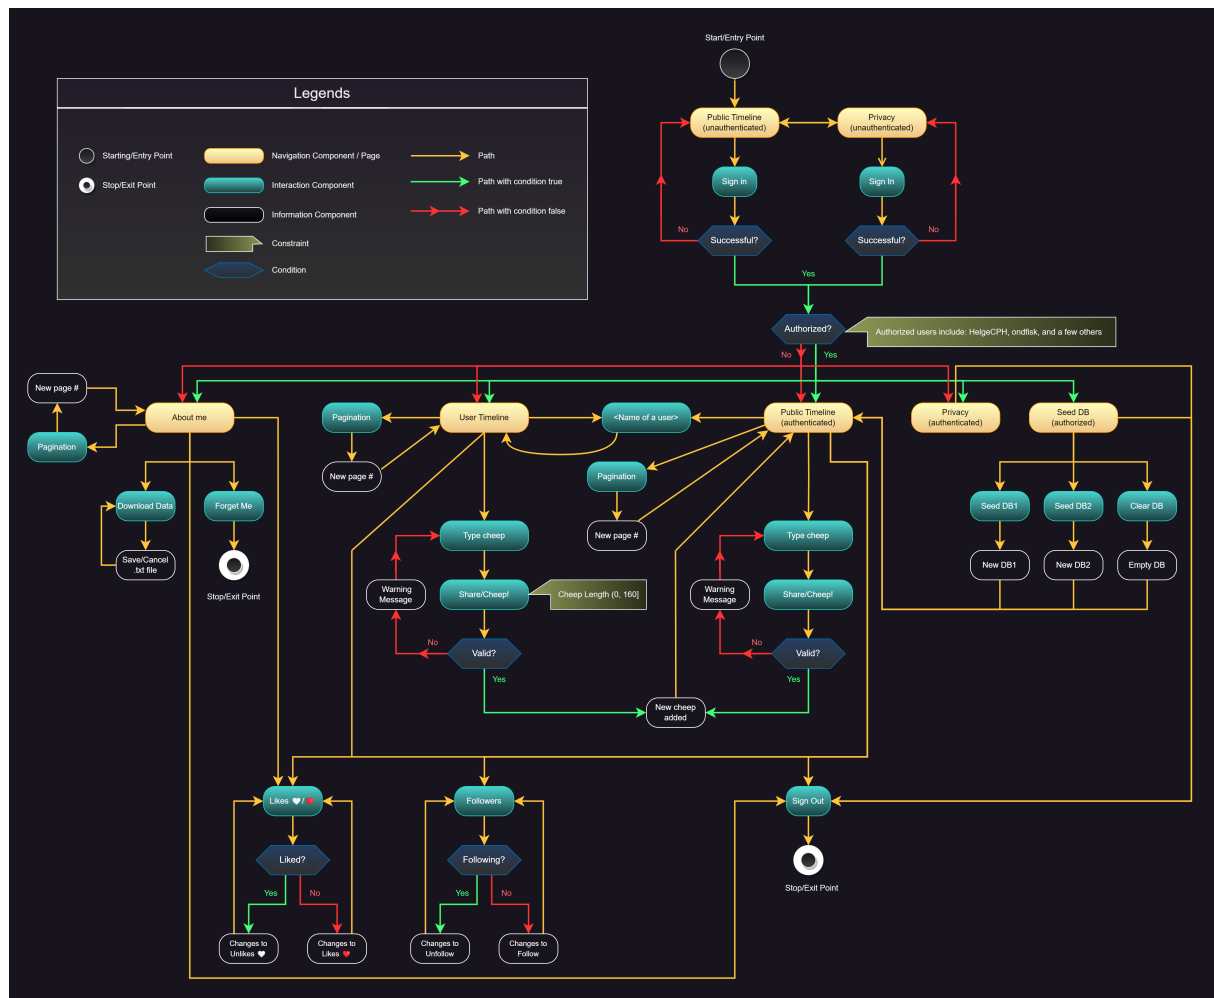 Start/Entry Point
Legends
Starting/Entry Point
Navigation Component / Page
Path
Stop/Exit Point
Interaction Component
Path with condition true
Information Component
Path with condition false
Constraint
Condition
Public Timeline
(unauthenticated)
Privacy
(unauthenticated)
Sign in
Sign In
No
Successful?
Successful?
No
Yes
Authorized?
Authorized users include: HelgeCPH, ondfisk, and a few others
No
Yes
New page #
About me
Pagination
User Timeline
<Name of a user>
Public Timeline
(authenticated)
Privacy
(authenticated)
Seed DB
(authorized)
Pagination
New page #
Pagination
Download Data
Forget Me
Seed DB1
Seed DB2
Clear DB
Type cheep
New page #
Type cheep
Save/Cancel
.txt file
New DB1
New DB2
Empty DB
Stop/Exit Point
Warning
Message
Share/Cheep!
Cheep Length (0, 160]
Warning
Message
Share/Cheep!
No
Valid?
No
Valid?
Yes
Yes
New cheep
added
Likes 🤍/❤️
Followers
Sign Out
Liked?
Following?
Stop/Exit Point
Yes
No
Yes
No
Changes to
Unlikes 🤍
Changes to
Likes ❤️
Changes to
Unfollow
Changes to
Follow